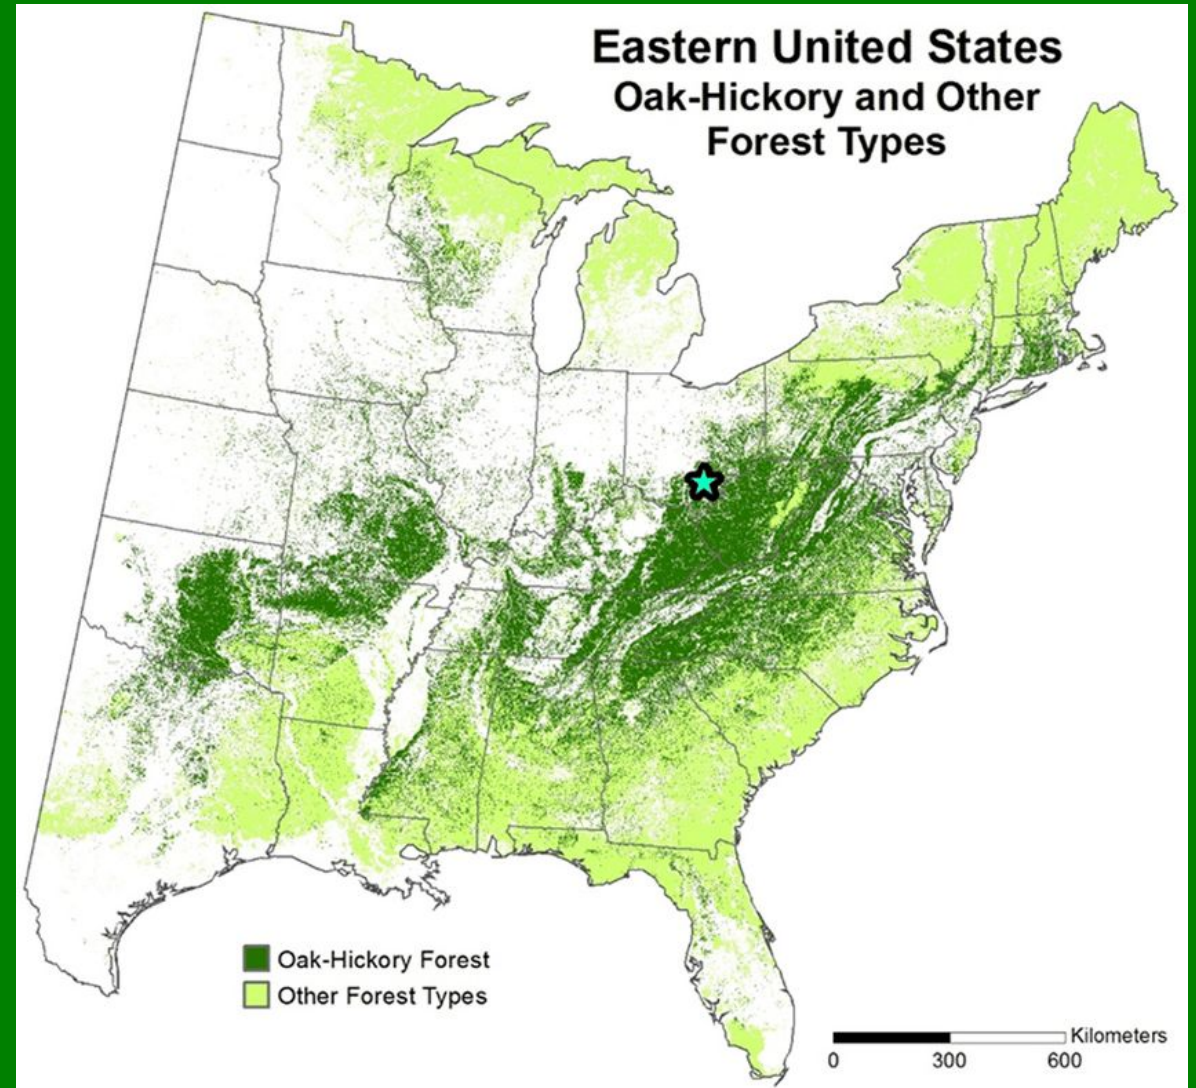 Eastern United States
Oak-Hickory and Other
Forest Types
Oak-Hickory Forest
Other Forest Types
Kilometers
0 300 600